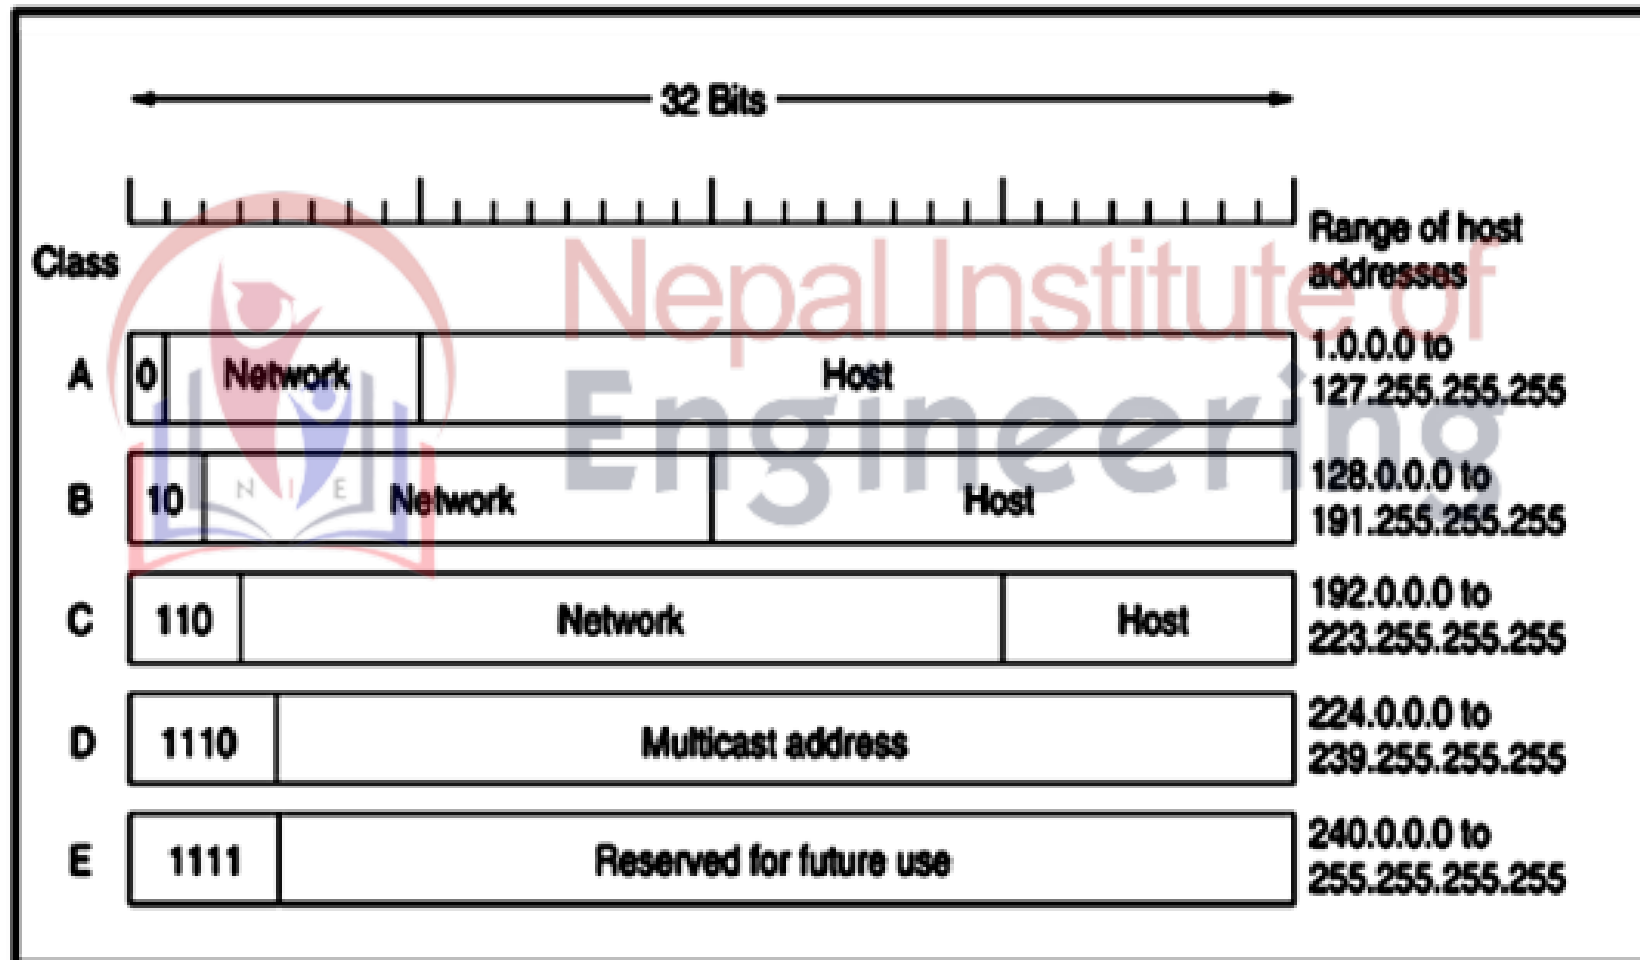 32 Bits
Range of host
addresses
Class
Nepal Institute of
Engineering
N I E
A 0 Network Host 1.0.0.0 to
127.255.255.255
B 10 Network Host 128.0.0.0 to
191.255.255.255
C 110 Network Host 192.0.0.0 to
223.255.255.255
D 1110 Multicast address 224.0.0.0 to
239.255.255.255
E 1111 Reserved for future use 240.0.0.0 to
255.255.255.255